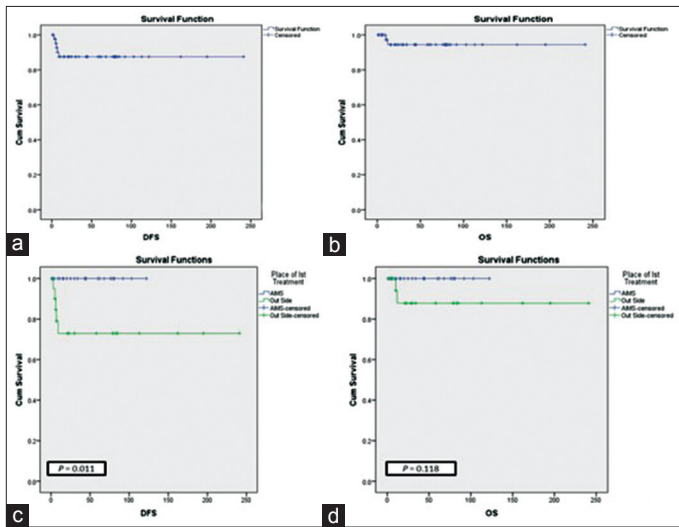 Survival Function
Survival Function
Censored
Cum Survival
1.0
0.8
0.6
0.4
0.2
0.0
0 50 100 150 200 250
DFS
a
Survival Function
Survival Function
Censored
Cum Survival
1.0
0.8
0.6
0.4
0.2
0.0
0 50 100 150 200 250
OS
b
Survival Functions
Place of Ist
Treatment
AIMS
Out Side
AIMS-censored
Out Side-censored
Cum Survival
1.0
0.8
0.6
0.4
0.2
0.0
P = 0.011
0 50 100 150 200 250
DFS
c
Survival Functions
Place of Ist
Treatment
AIMS
Out Side
AIMS-censored
Out Side-censored
Cum Survival
1.0
0.8
0.6
0.4
0.2
0.0
P = 0.118
0 50 100 150 200 250
OS
d